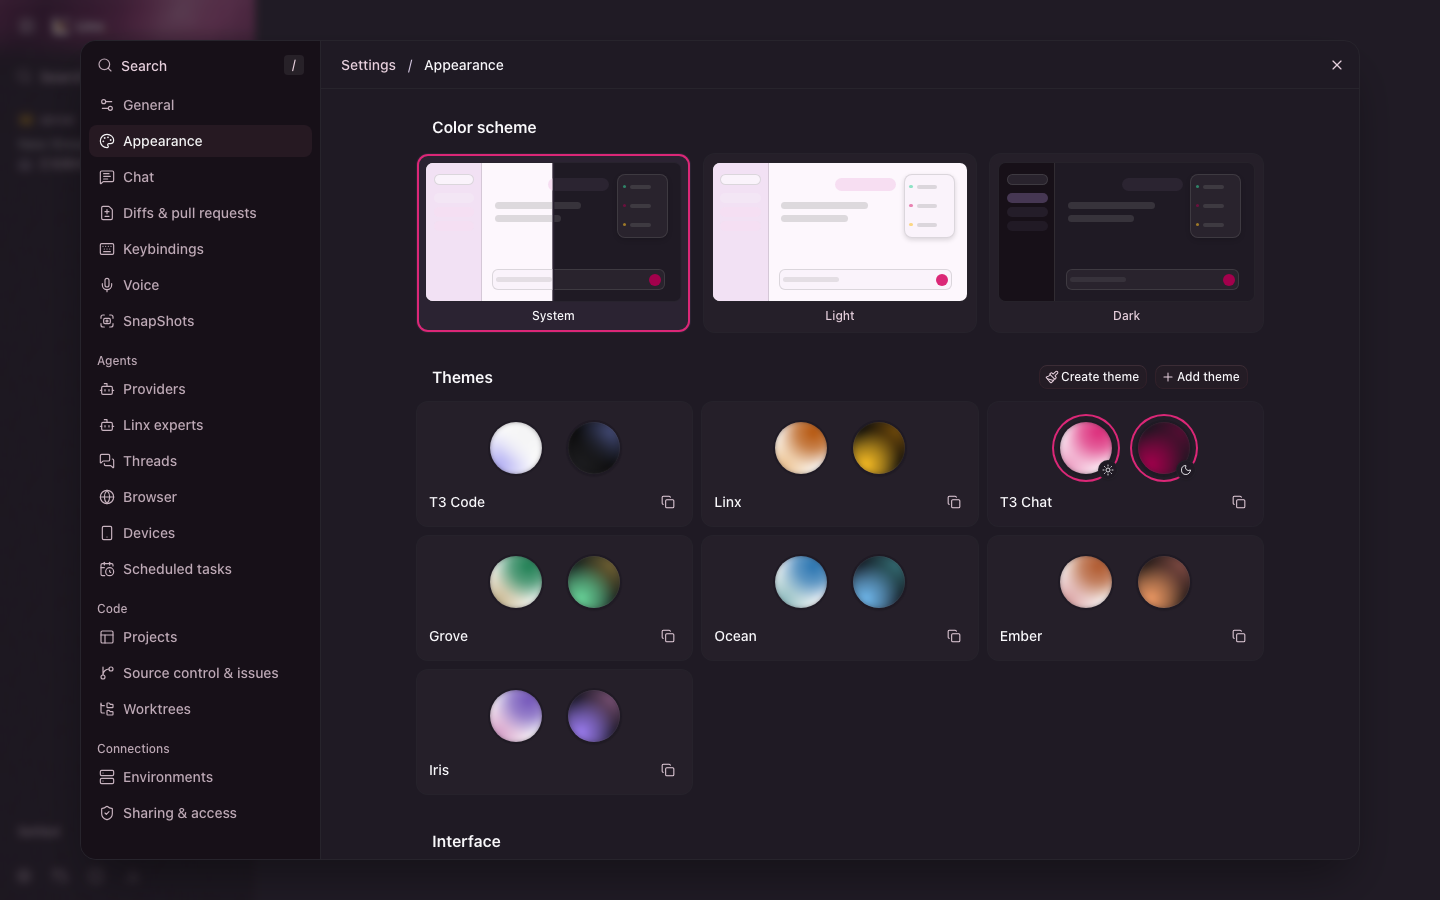 Search /
General
Appearance
Chat
Diffs & pull requests
Keybindings
Voice
SnapShots
Agents
Providers
Linx experts
Threads
Browser
Devices
Scheduled tasks
Code
Projects
Source control & issues
Worktrees
Connections
Environments
Sharing & access
Settings / Appearance
Color scheme
System
Light
Dark
Themes
Create theme
Add theme
T3 Code
Linx
T3 Chat
Grove
Ocean
Ember
Iris
Interface